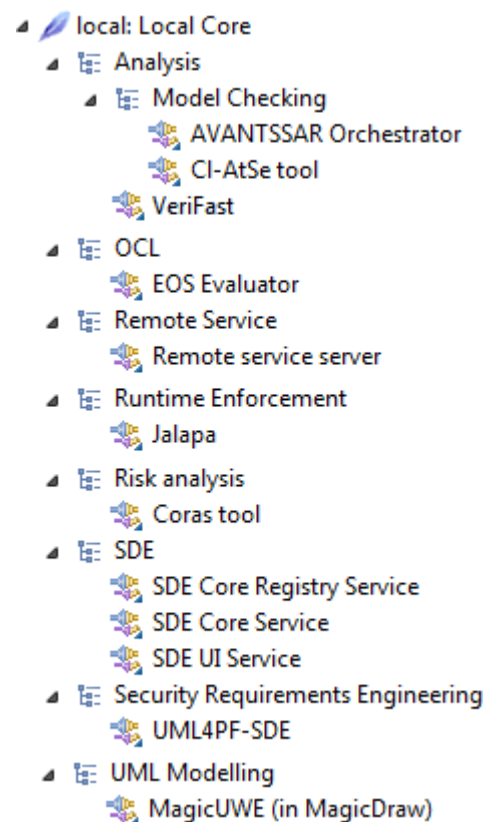 local: Local Core
Analysis
Model Checking
AVANTSSAR Orchestrator
Cl-AtSe tool
VeriFast
OCL
EOS Evaluator
Remote Service
Remote service server
Runtime Enforcement
Jalapa
Risk analysis
Coras tool
SDE
SDE Core Registry Service
SDE Core Service
SDE UI Service
Security Requirements Engineering
UML4PF-SDE
UML Modelling
MagicUWE (in MagicDraw)